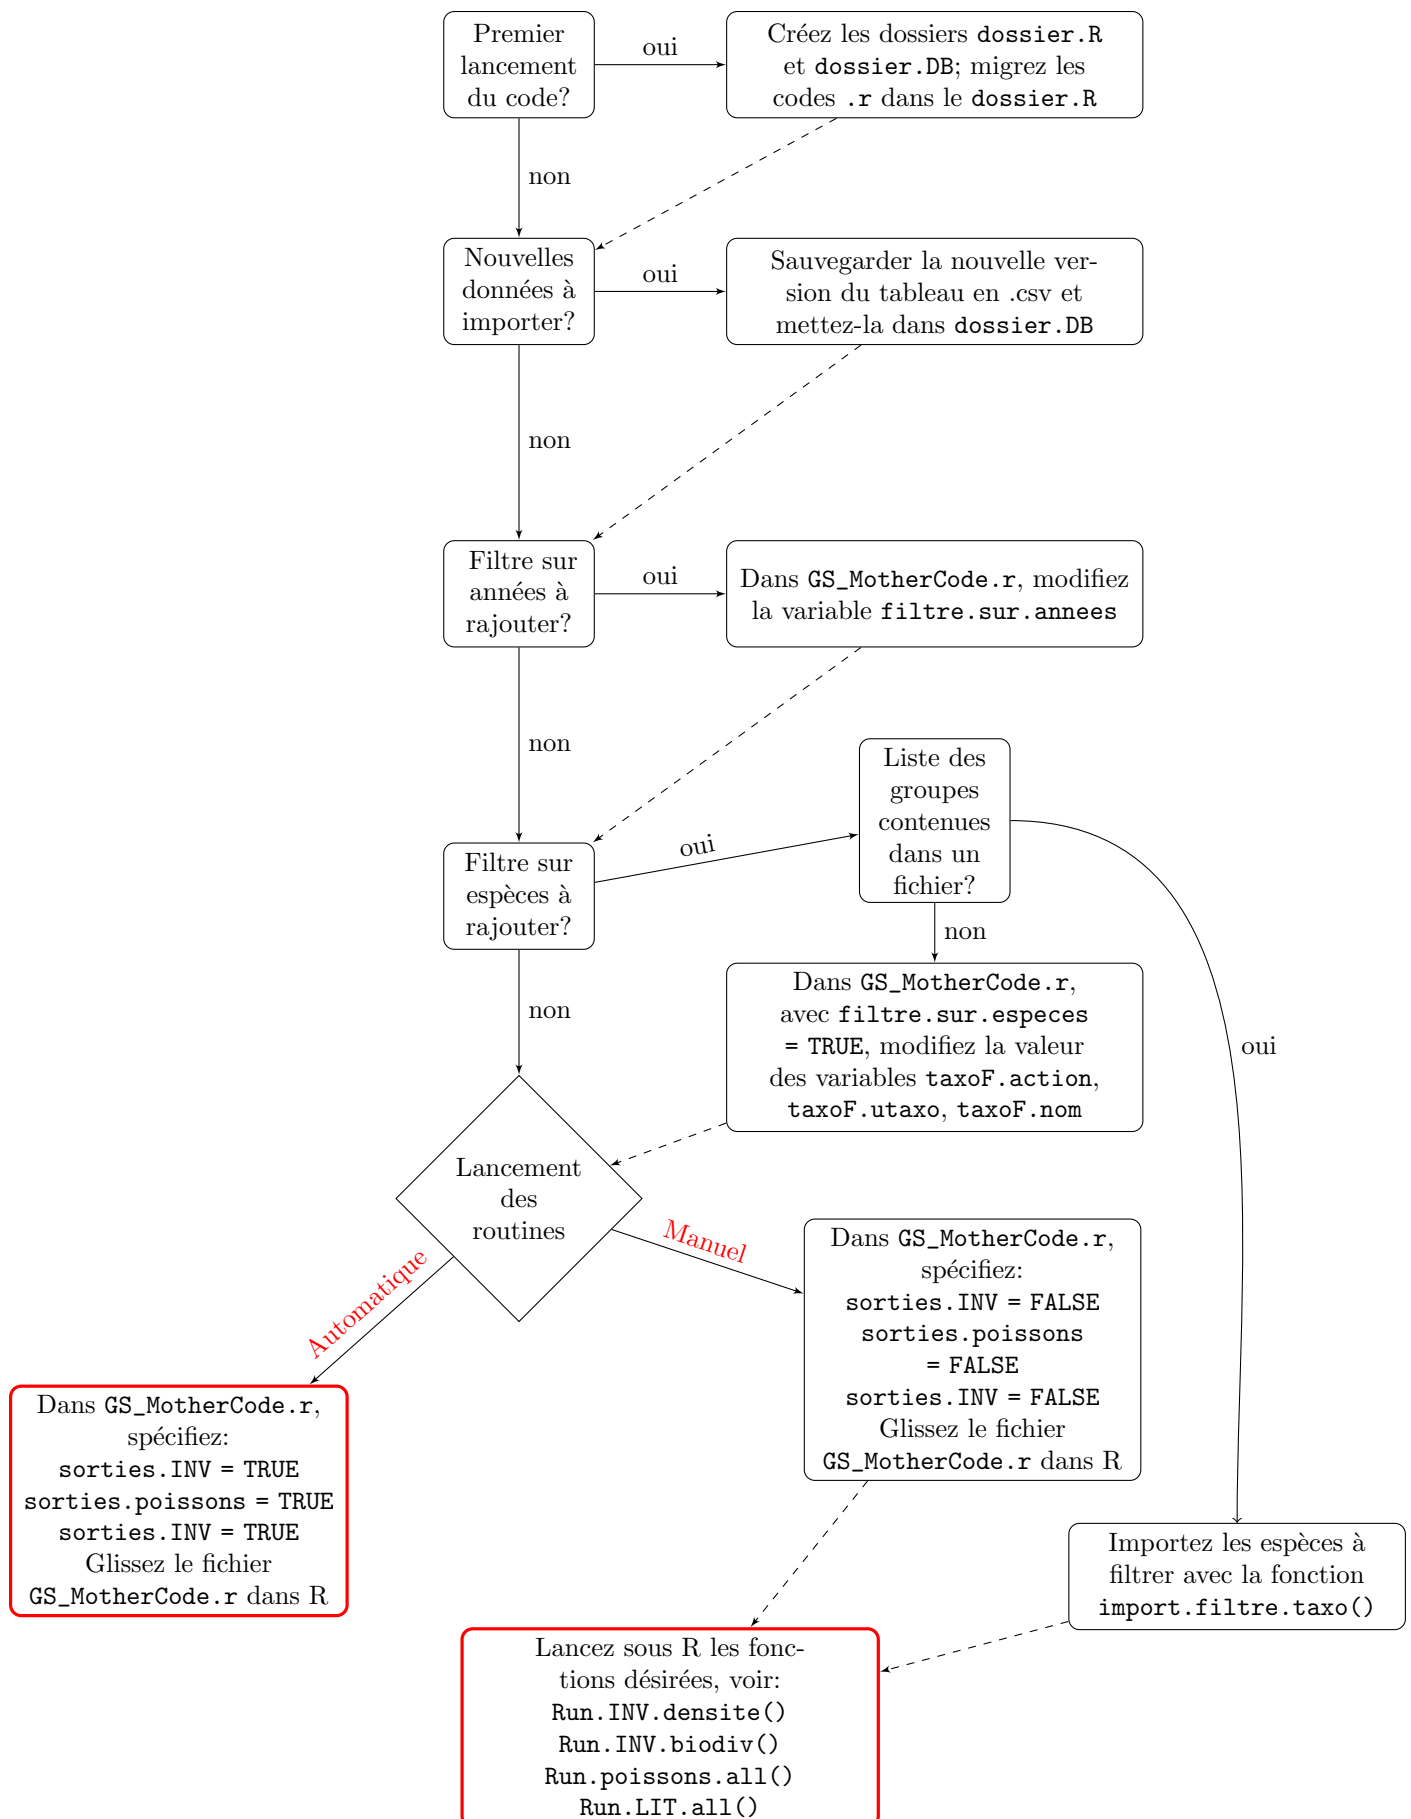 Premier
lancement
du code?
oui
Créez les dossiers dossier.R
et dossier.DB; migrez les
codes .r dans le dossier.R
non
Nouvelles
données à
importer?
oui
Sauvegarder la nouvelle ver-
sion du tableau en .csv et
mettez-la dans dossier.DB
non
Filtre sur
années à
rajouter?
oui
Dans GS_MotherCode.r, modifiez
la variable filtre.sur.annees
non
Liste des
groupes
contenues
dans un
fichier?
Filtre sur
espèces à
rajouter?
oui
non
non
Dans GS_MotherCode.r,
avec filtre.sur.especes
= TRUE, modifiez la valeur
des variables taxoF.action,
taxoF.utaxo, taxoF.nom
oui
Lancement
des
routines
Manuel
Automatique
Dans GS_MotherCode.r,
spécifiez:
sorties.INV = FALSE
sorties.poissons
= FALSE
sorties.INV = FALSE
Glissez le fichier
GS_MotherCode.r dans R
Dans GS_MotherCode.r,
spécifiez:
sorties.INV = TRUE
sorties.poissons = TRUE
sorties.INV = TRUE
Glissez le fichier
GS_MotherCode.r dans R
Importez les espèces à
filtrer avec la fonction
import.filtre.taxo()
Lancez sous R les fonc-
tions désirées, voir:
Run.INV.densite()
Run.INV.biodiv()
Run.poissons.all()
Run.LIT.all()